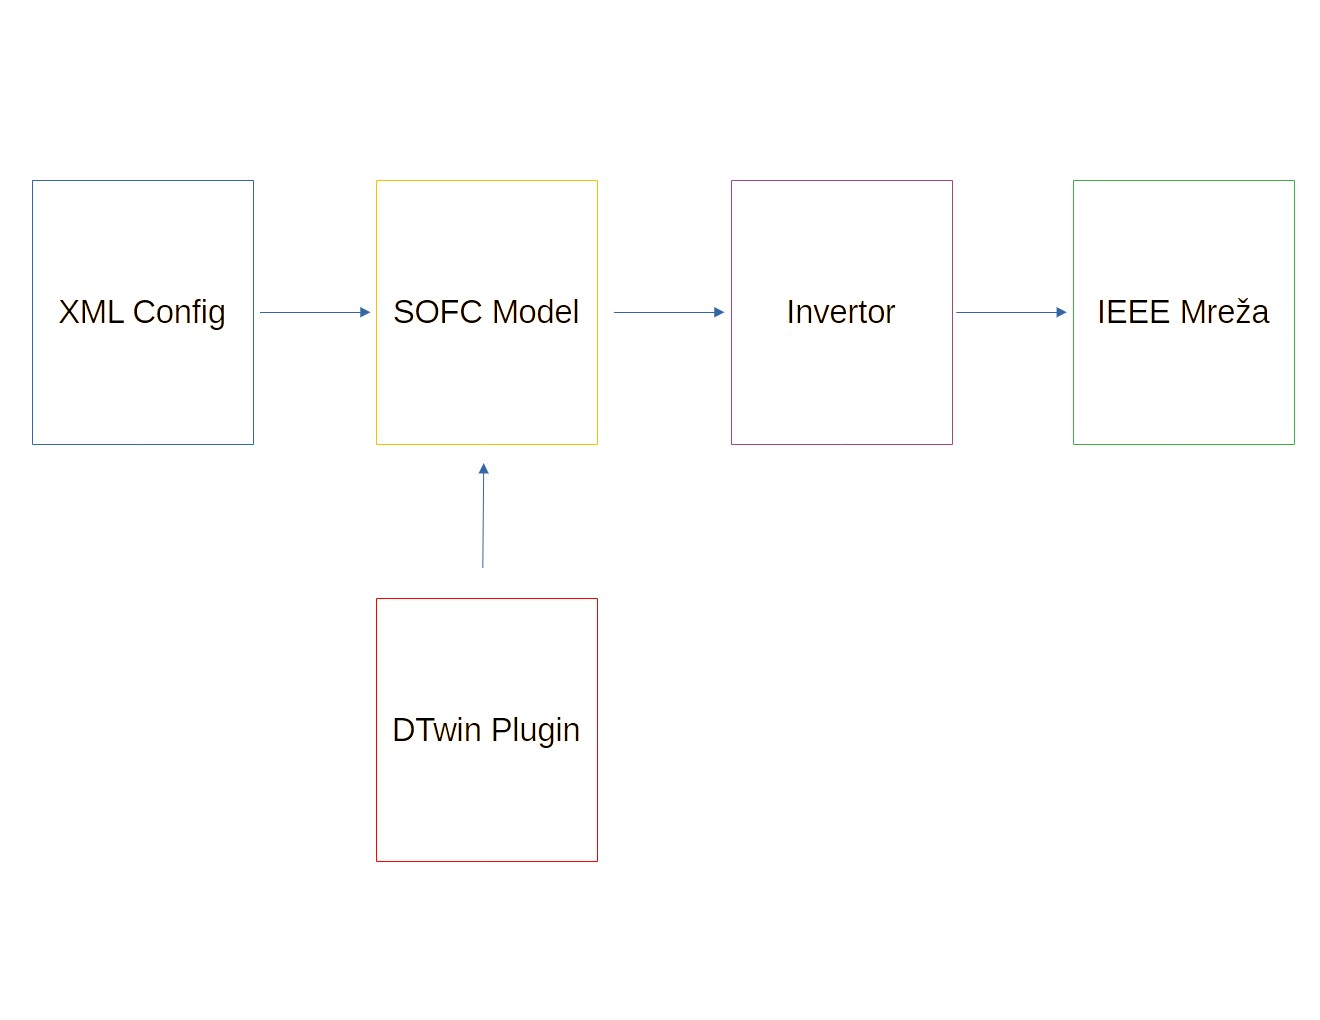 XML Config
SOFC Model
Invertor
IEEE Mreža
DTwin Plugin